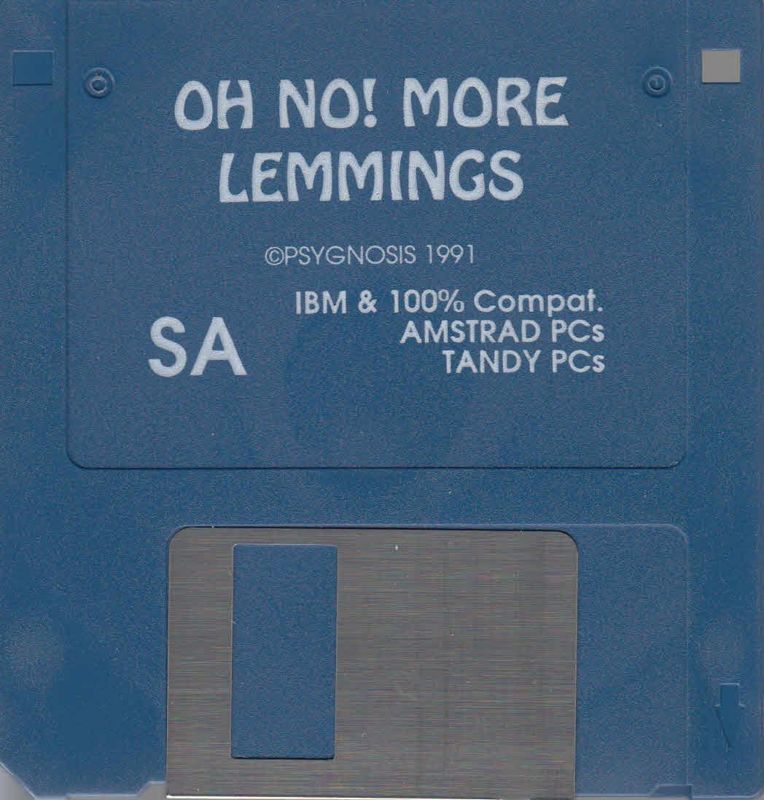 OH NO! MORE
LEMMINGS
©PSYGNOSIS 1991
IBM & 100% Compat.
AMSTRAD PCs
TANDY PCs
SA